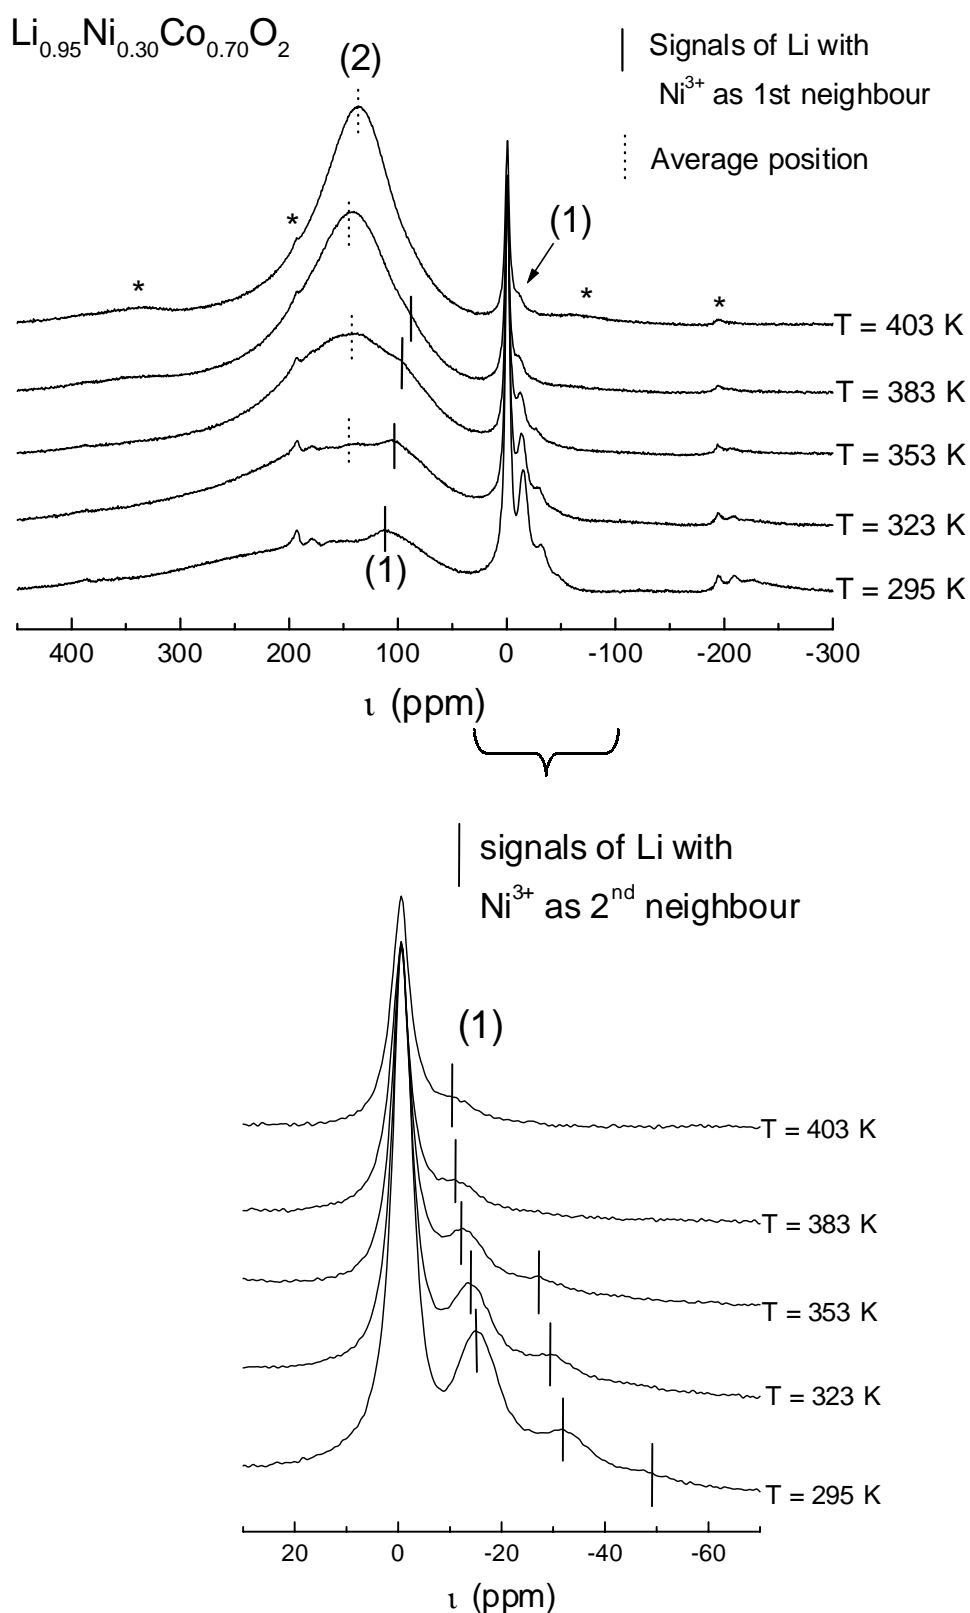 Li0.95Ni0.30Co0.70O2
(2)
Signals of Li with
Ni3+ as 1st neighbour
Average position
*
*
(1)
*
*
T = 403 K
T = 383 K
T = 353 K
T = 323 K
T = 295 K
(1)
400 300 200 100 0 -100 -200 -300
ι (ppm)
signals of Li with
Ni3+ as 2nd neighbour
(1)
T = 403 K
T = 383 K
T = 353 K
T = 323 K
T = 295 K
20 0 -20 -40 -60
ι (ppm)